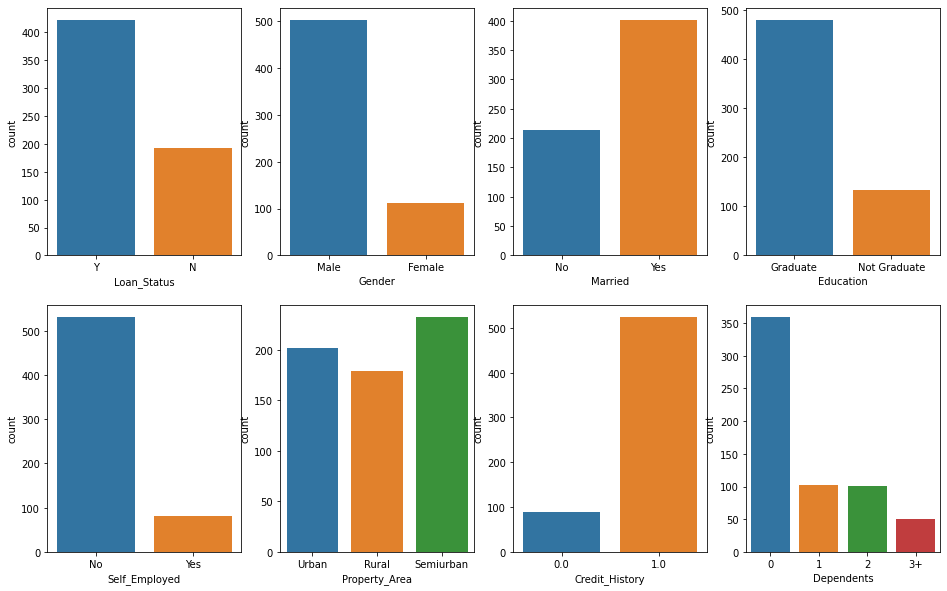 count
400
350
300
250
200
150
100
50
0
Y
N
Loan_Status
count
500
400
300
200
100
0
Male
Female
Gender
count
400
350
300
250
200
150
100
50
0
No
Yes
Married
count
500
400
300
200
100
0
Graduate
Not Graduate
Education
count
500
400
300
200
100
0
No
Yes
Self_Employed
count
200
150
100
50
0
Urban
Rural
Semiurban
Property_Area
count
500
400
300
200
100
0
0.0
1.0
Credit_History
count
350
300
250
200
150
100
50
0
0
1
2
3+
Dependents